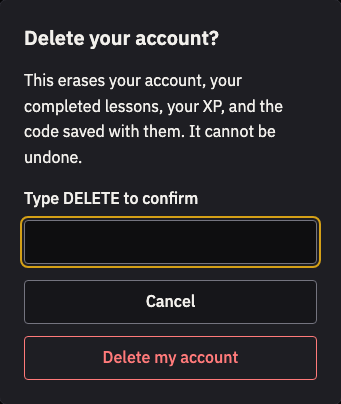 Delete your account?
This erases your account, your
completed lessons, your XP, and the
code saved with them. It cannot be
undone.
Type DELETE to confirm
Cancel
Delete my account